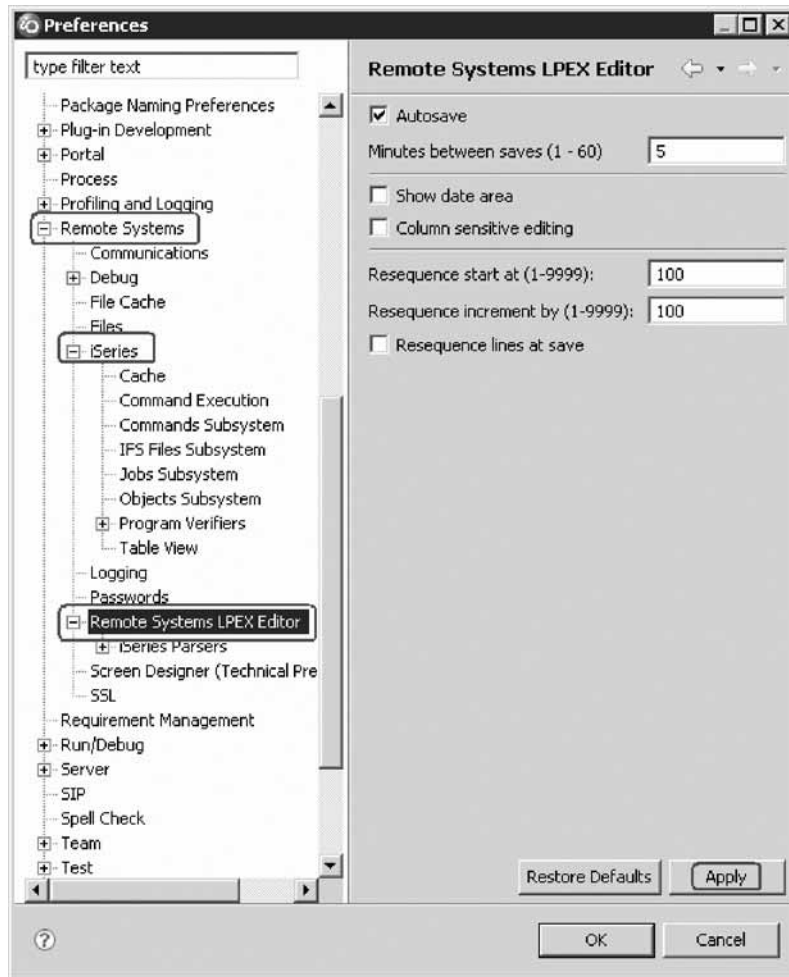 Preferences
type filter text
Package Naming Preferences
Plug-in Development
Portal
Process
Profiling and Logging
Remote Systems
Communications
Debug
File Cache
Files
iSeries
Cache
Command Execution
Commands Subsystem
IFS Files Subsystem
Jobs Subsystem
Objects Subsystem
Program Verifiers
Table View
Logging
Passwords
Remote Systems LPEX Editor
iSeries Parsers
Screen Designer (Technical Pre
SSL
Requirement Management
Run/Debug
Server
SIP
Spell Check
Team
Test
Remote Systems LPEX Editor
Autosave
Minutes between saves (1 - 60) 5
Show date area
Column sensitive editing
Resequence start at (1-9999): 100
Resequence increment by (1-9999): 100
Resequence lines at save
Restore Defaults Apply
? OK Cancel